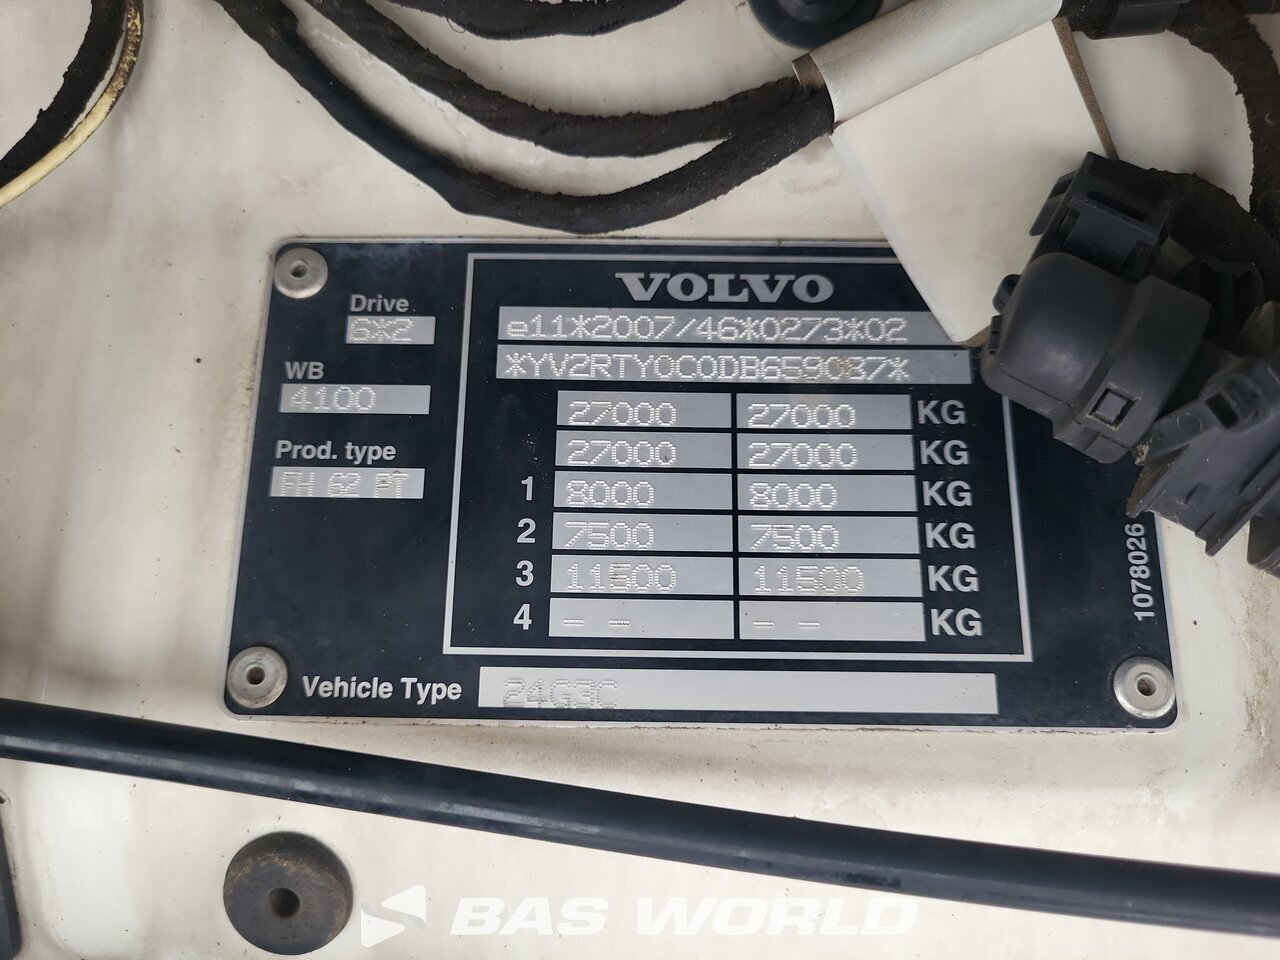 VOLVO
Drive
6*2
e11*2007/46*0273*02
*YV2RTY0C0DB659087*
WB
4100
27000 27000 KG
27000 27000 KG
Prod. type
FH 62 PT
1 8000 8000 KG
2 7500 7500 KG
3 11500 11500 KG
4 -- -- KG
1078026
Vehicle Type 24G3C
BAS WORLD